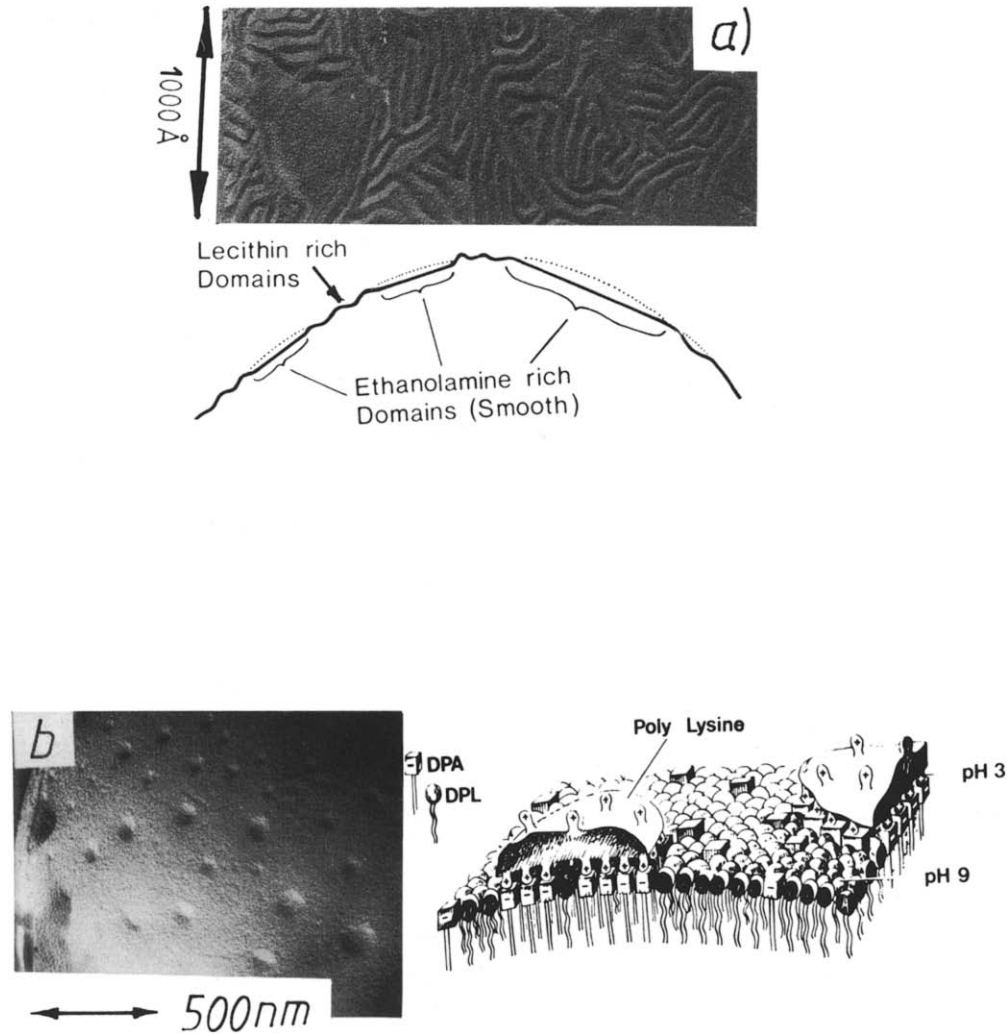 a)
1000 Å
Lecithin rich
Domains
Ethanolamine rich
Domains (Smooth)
b
500nm
DPA
DPL
Poly Lysine
pH 3
pH 9